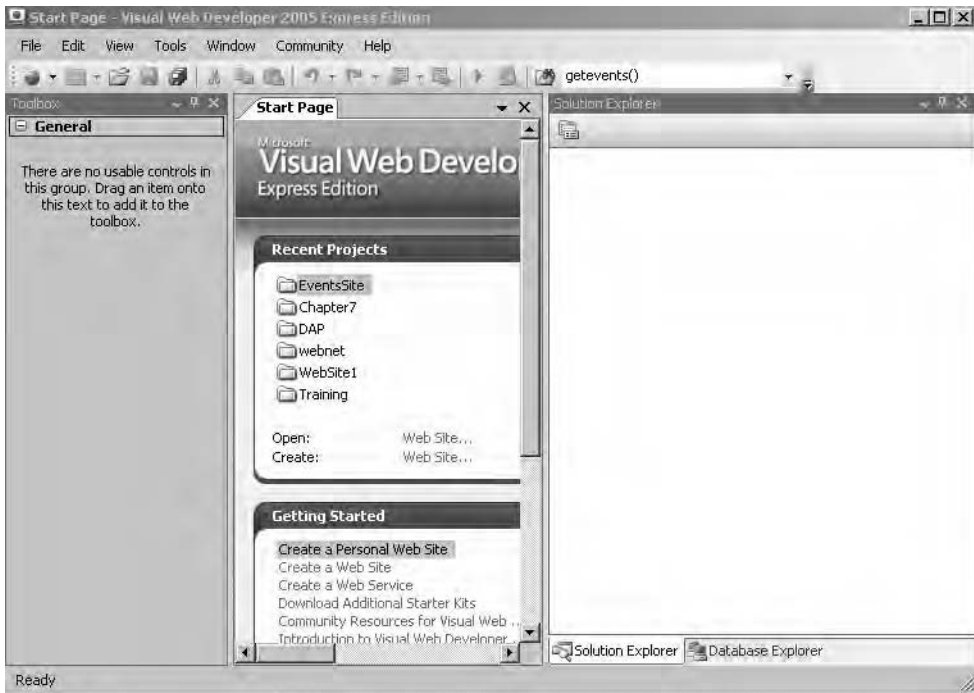 Start Page - Visual Web Developer 2005 Express Edition
File Edit View Tools Window Community Help
getevents()
Toolbox
General
There are no usable controls in
this group. Drag an item onto
this text to add it to the
toolbox.
Start Page
Microsoft
Visual Web Develo
Express Edition
Recent Projects
EventsSite
Chapter7
DAP
webnet
WebSite1
Training
Open: Web Site...
Create: Web Site...
Getting Started
Create a Personal Web Site
Create a Web Site
Create a Web Service
Download Additional Starter Kits
Community Resources for Visual Web ...
Introduction to Visual Web Developer
Solution Explorer
Solution Explorer Database Explorer
Ready